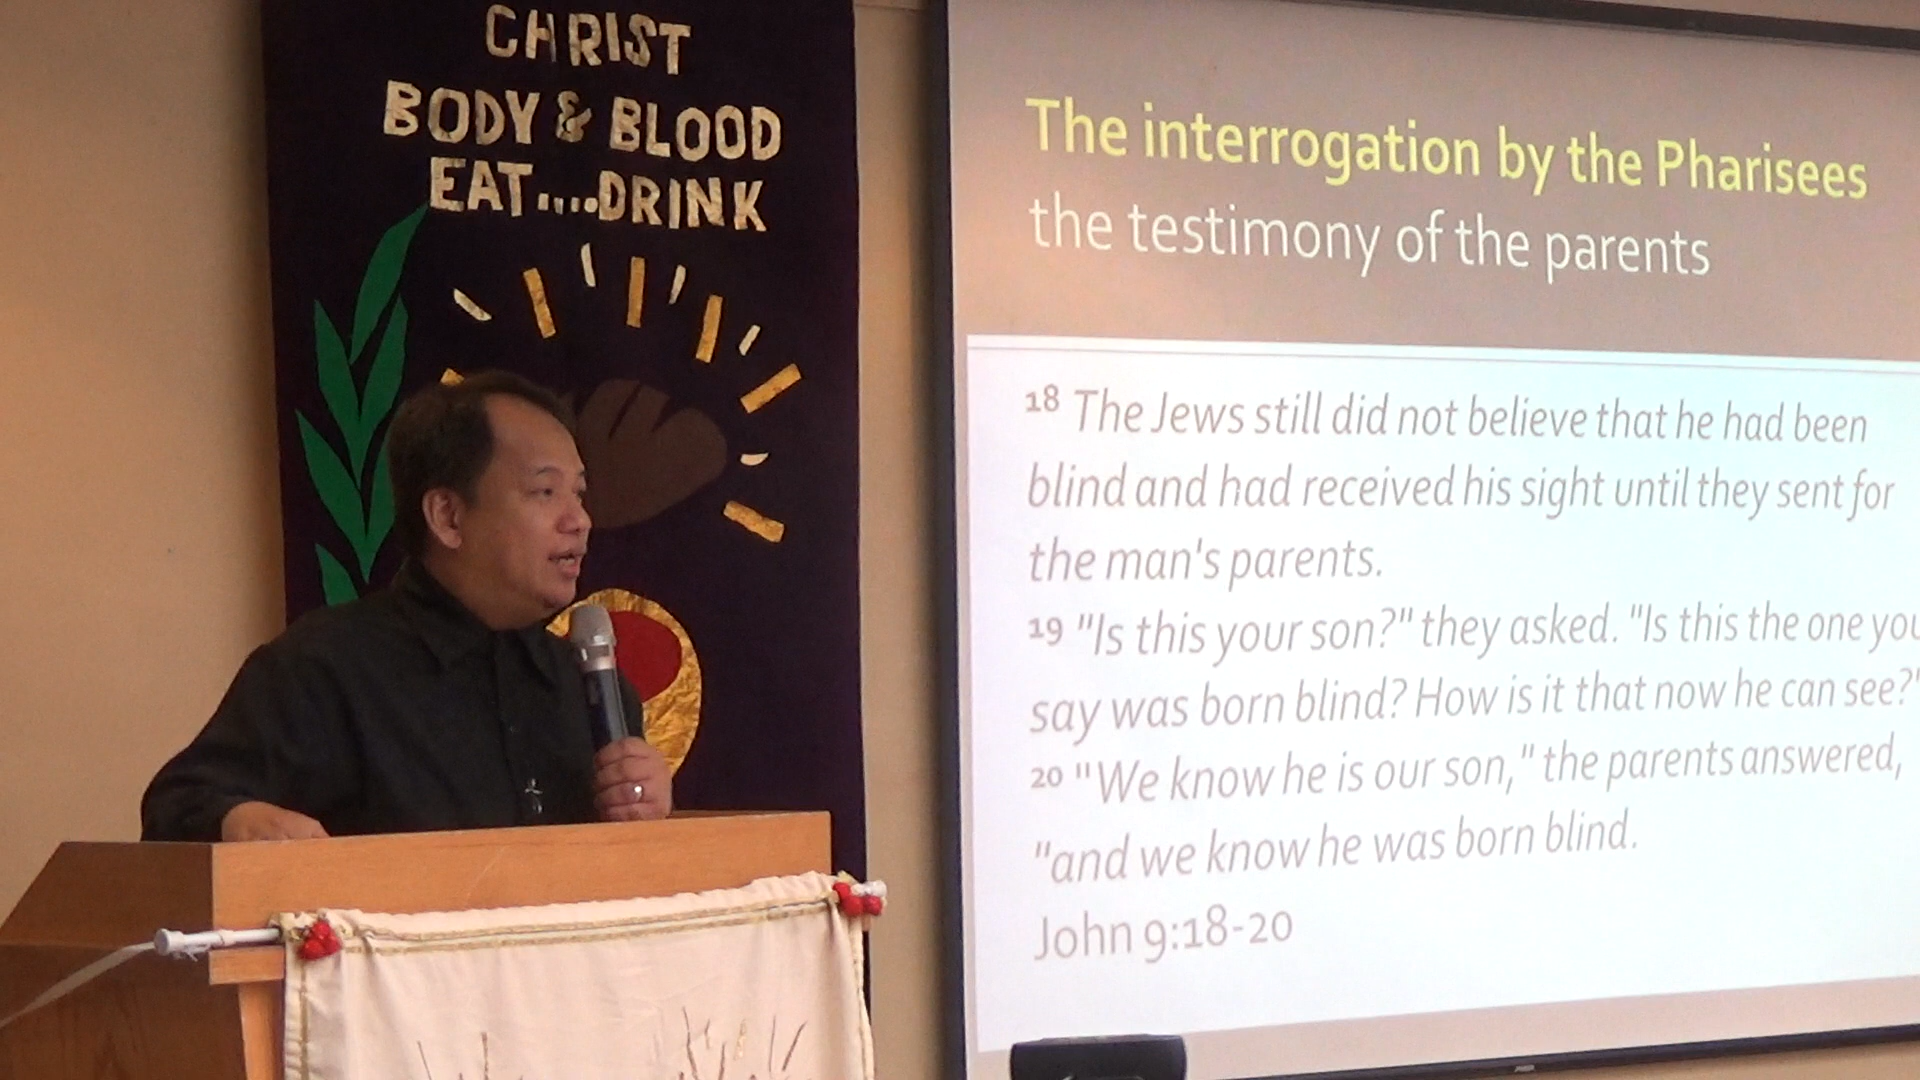 CHRIST
BODY & BLOOD
EAT....DRINK
The interrogation by the Pharisees
the testimony of the parents
18 The Jews still did not believe that he had been
blind and had received his sight until they sent for
the man's parents.
19 "Is this your son?" they asked. "Is this the one you
say was born blind? How is it that now he can see?"
20 "We know he is our son," the parents answered,
"and we know he was born blind.
John 9:18-20